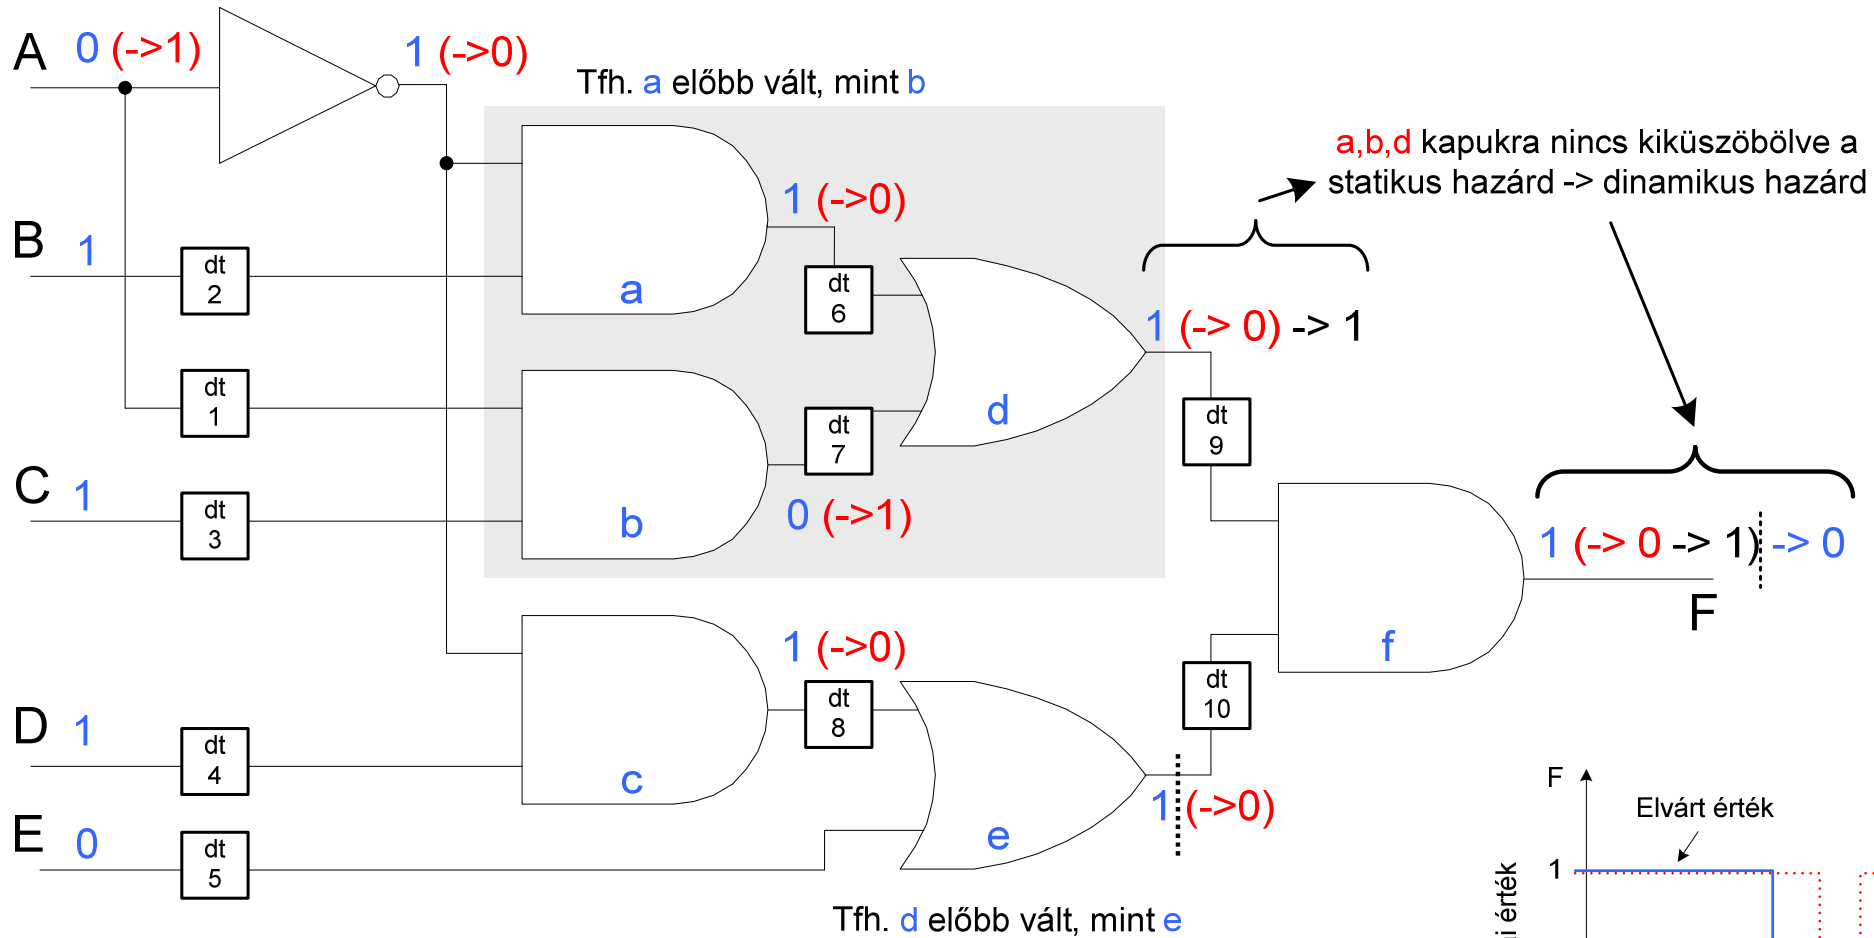 A 0 (->1) 1 (->0)
Tfh. a előbb vált, mint b
a,b,d kapukra nincs kiküszöbölve a
statikus hazárd -> dinamikus hazárd
1 (->0)
B 1
dt
2
a
dt
6
1 (-> 0) -> 1
dt
1
d
dt
7
dt
9
C 1
dt
3
b
0 (->1)
1 (-> 0 -> 1) -> 0
F
f
1 (->0)
dt
8
dt
10
D 1
dt
4
c
1 (->0)
E 0
dt
5
e
Tfh. d előbb vált, mint e
F
Elvárt érték
1
érték